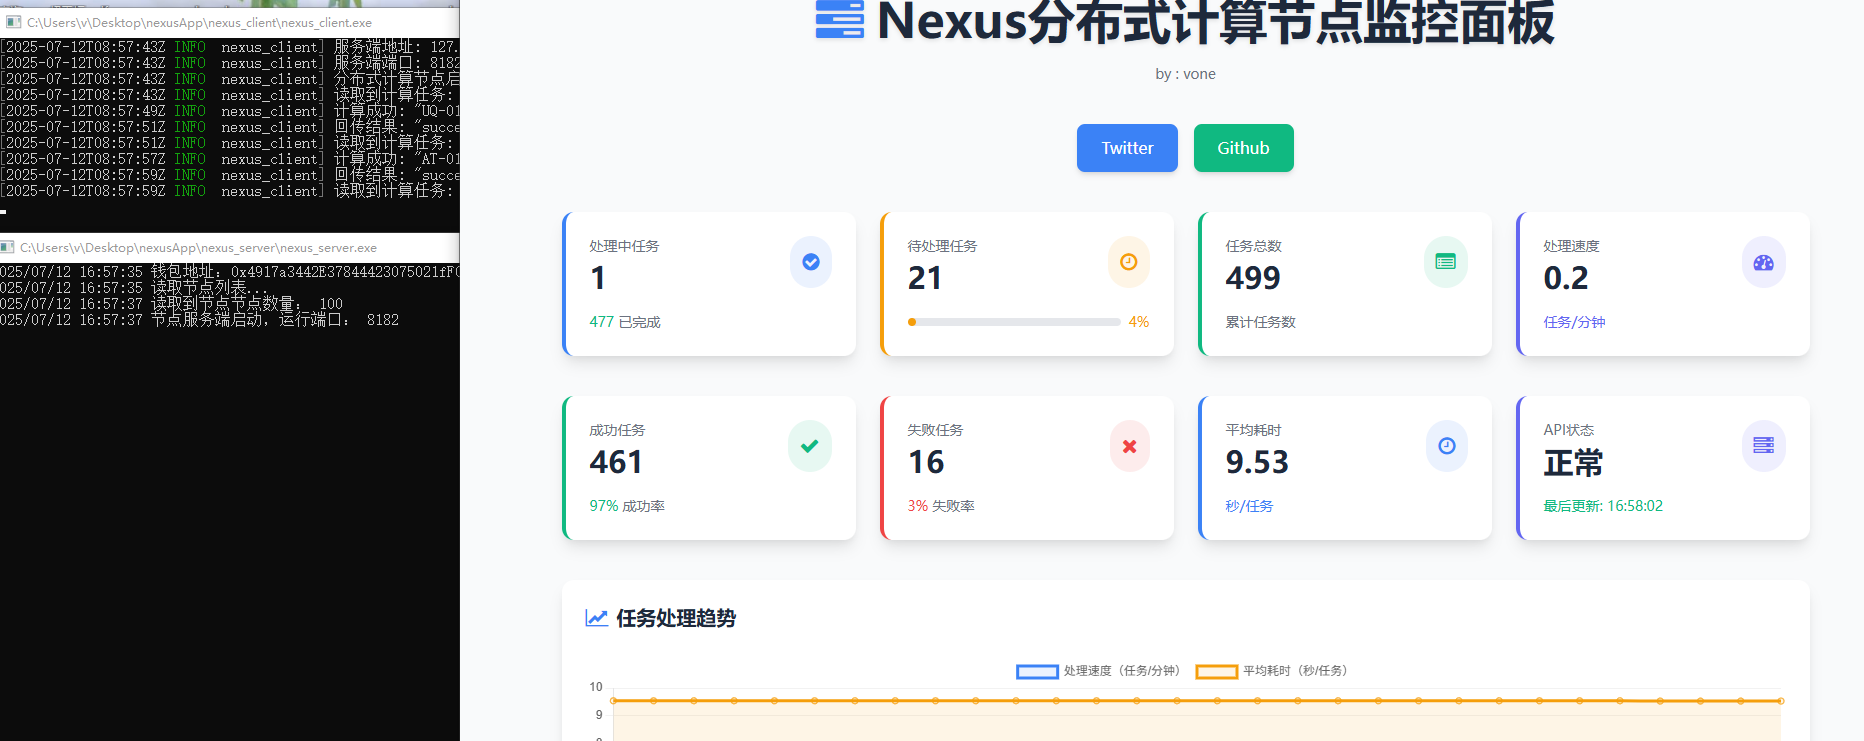 C:\Users\v\Desktop\nexusApp\nexus_client\nexus_client.exe
[2025-07-12T08:57:43Z INFO  nexus_client] 服务端地址: 127.
[2025-07-12T08:57:43Z INFO  nexus_client] 服务端端口: 8182
[2025-07-12T08:57:43Z INFO  nexus_client] 分布式计算节点启
[2025-07-12T08:57:43Z INFO  nexus_client] 读取到计算任务:
[2025-07-12T08:57:49Z INFO  nexus_client] 计算成功: "UQ-01
[2025-07-12T08:57:51Z INFO  nexus_client] 回传结果: "succe
[2025-07-12T08:57:51Z INFO  nexus_client] 读取到计算任务:
[2025-07-12T08:57:57Z INFO  nexus_client] 计算成功: "AT-01
[2025-07-12T08:57:59Z INFO  nexus_client] 回传结果: "succe
[2025-07-12T08:57:59Z INFO  nexus_client] 读取到计算任务:
C:\Users\v\Desktop\nexusApp\nexus_server\nexus_server.exe
025/07/12 16:57:35 钱包地址：0x4917a3442E37844423075021fF
025/07/12 16:57:35 读取节点列表...
025/07/12 16:57:37 读取到节点节点数量： 100
025/07/12 16:57:37 节点服务端启动，运行端口： 8182
Nexus分布式计算节点监控面板
by : vone
Twitter
Github
处理中任务
1
477 已完成
待处理任务
21
4%
任务总数
499
累计任务数
处理速度
0.2
任务/分钟
成功任务
461
97% 成功率
失败任务
16
3% 失败率
平均耗时
9.53
秒/任务
API状态
正常
最后更新: 16:58:02
任务处理趋势
处理速度（任务/分钟）
平均耗时（秒/任务）
10
9